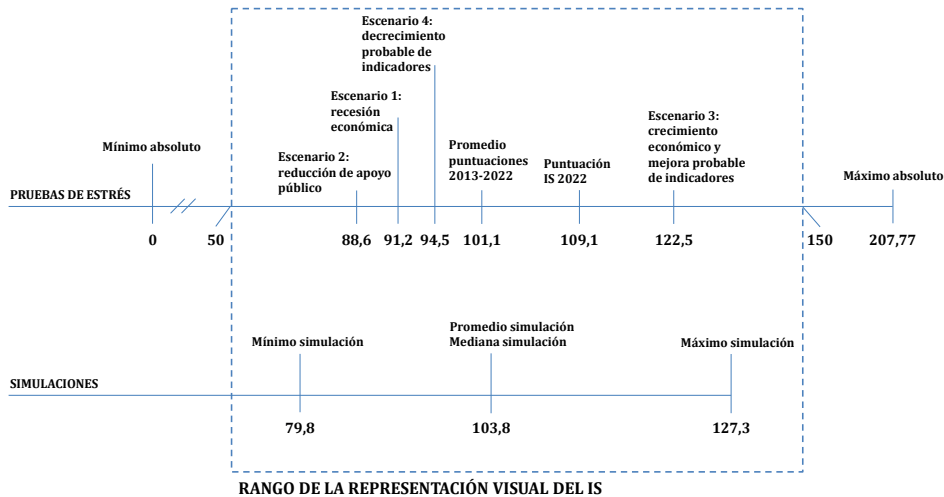 Escenario 4:
decrecimiento
probable de
indicadores
Escenario 1:
recesión
económica
Escenario 3:
crecimiento
económico y
mejora probable
de indicadores
Mínimo absoluto
Escenario 2:
reducción de apoyo
público
Promedio
puntuaciones
2013-2022
Puntuación
IS 2022
Máximo absoluto
PRUEBAS DE ESTRÉS
0
50
88,6
91,2
94,5
101,1
109,1
122,5
150
207,77
Mínimo simulación
Promedio simulación
Mediana simulación
Máximo simulación
SIMULACIONES
79,8
103,8
127,3
RANGO DE LA REPRESENTACIÓN VISUAL DEL IS